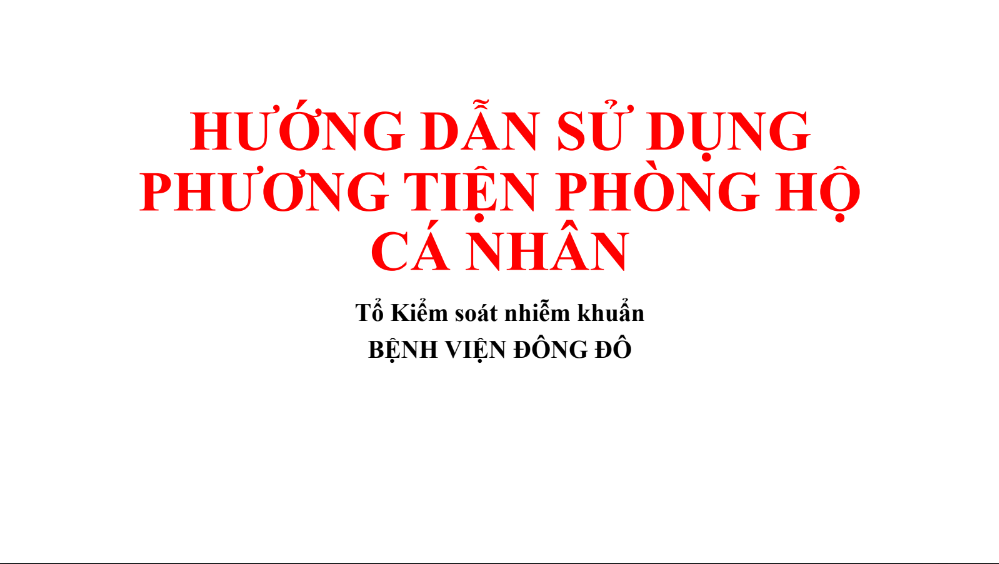 HƯỚNG DẪN SỬ DỤNG
PHƯƠNG TIỆN PHÒNG HỘ
CÁ NHÂN
Tổ Kiểm soát nhiễm khuẩn
BỆNH VIỆN ĐÔNG ĐÔ